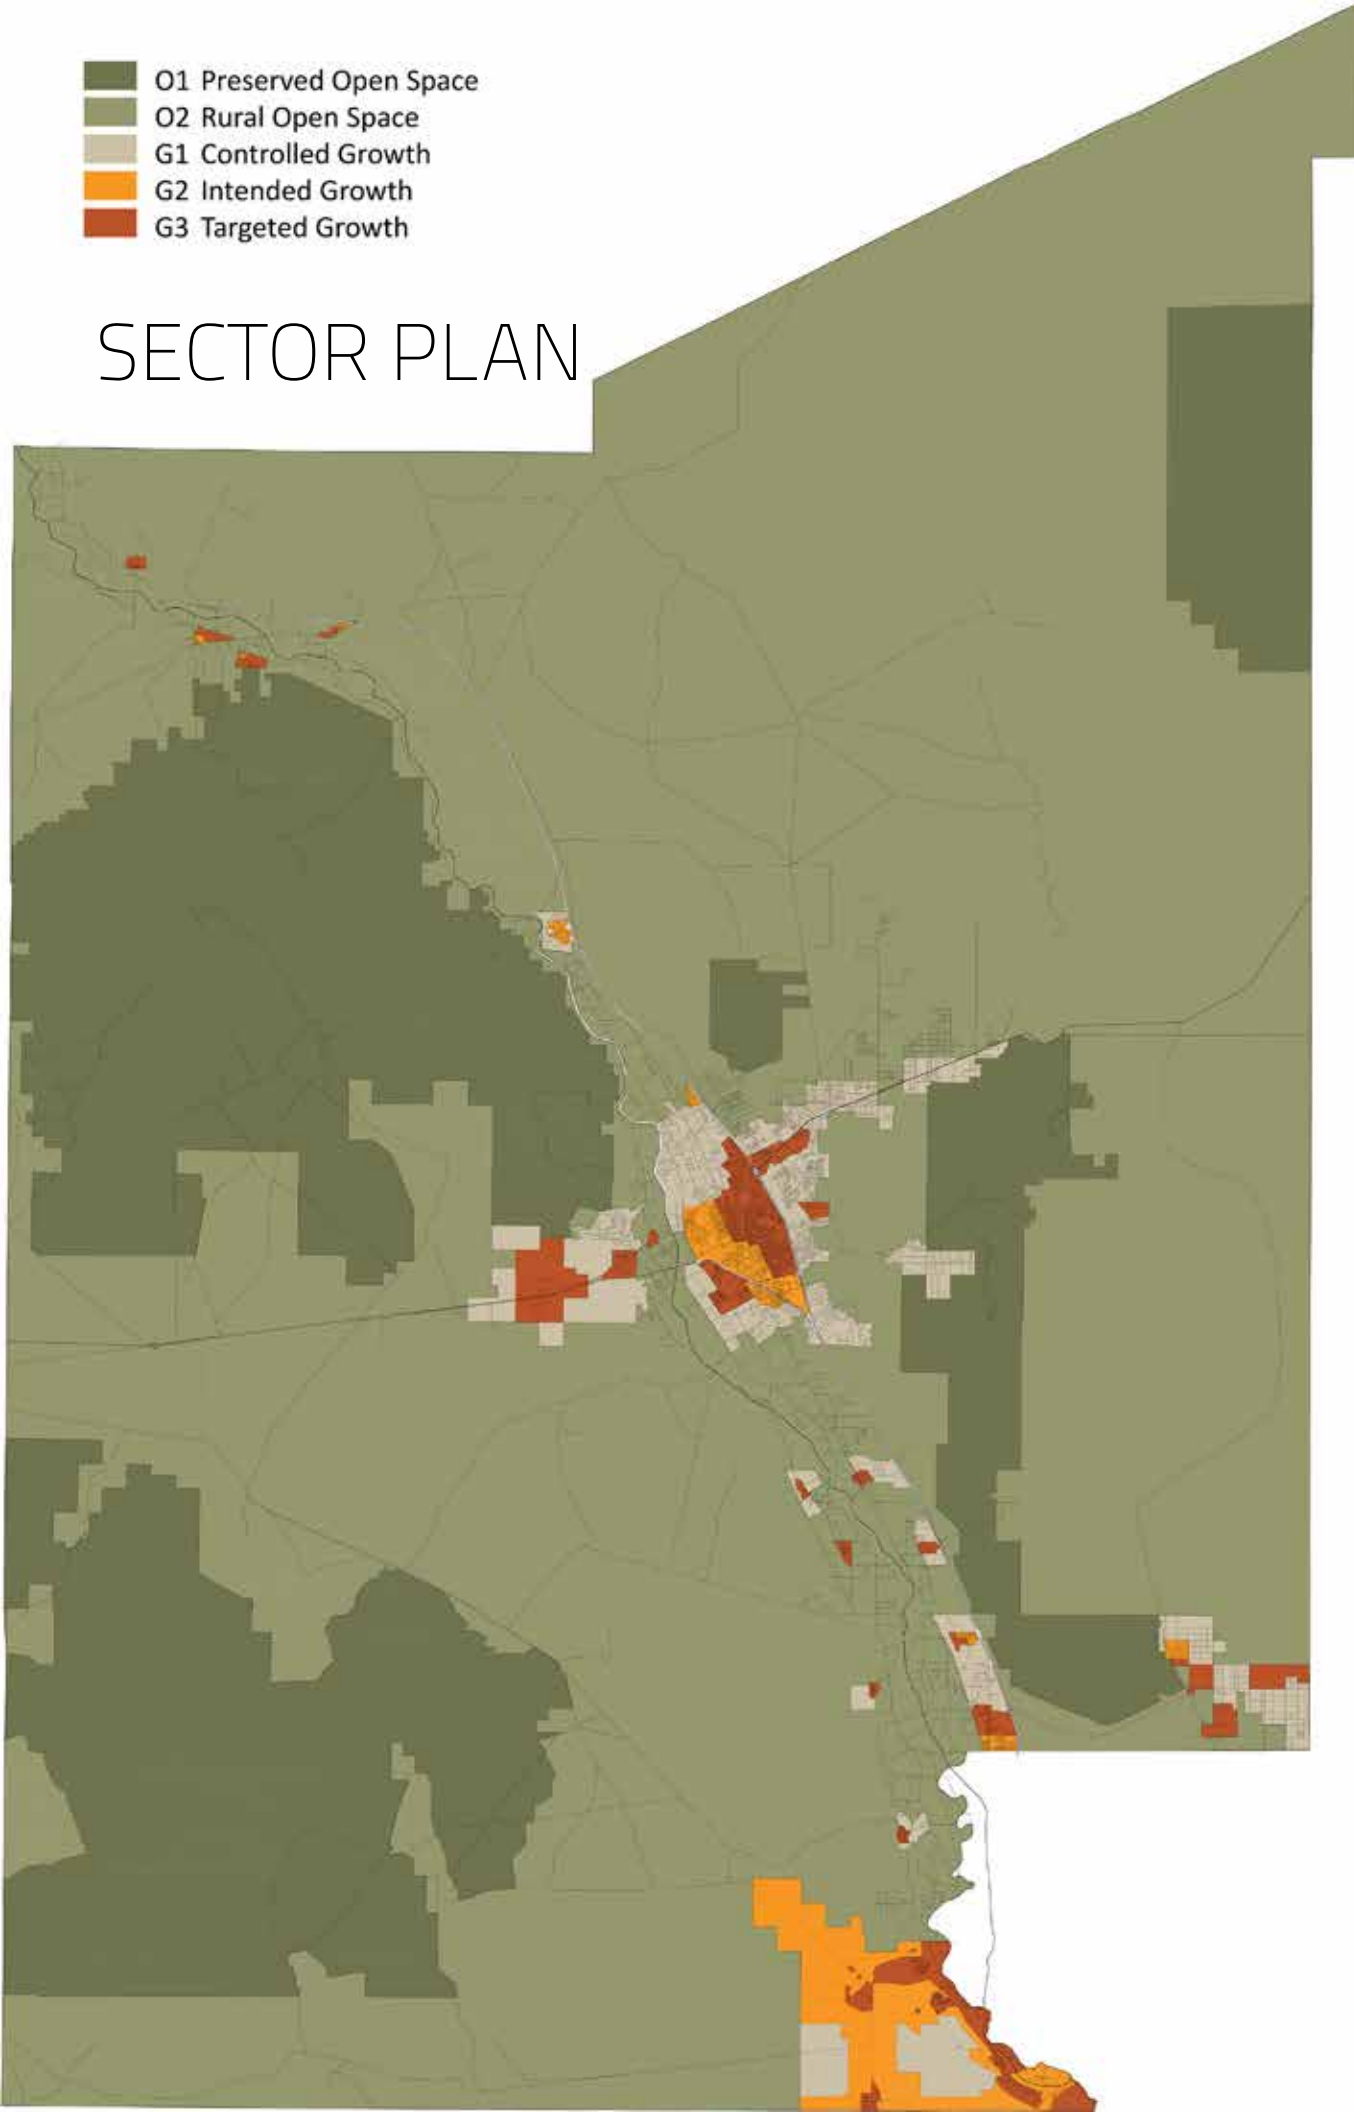 O1 Preserved Open Space
O2 Rural Open Space
G1 Controlled Growth
G2 Intended Growth
G3 Targeted Growth
SECTOR PLAN